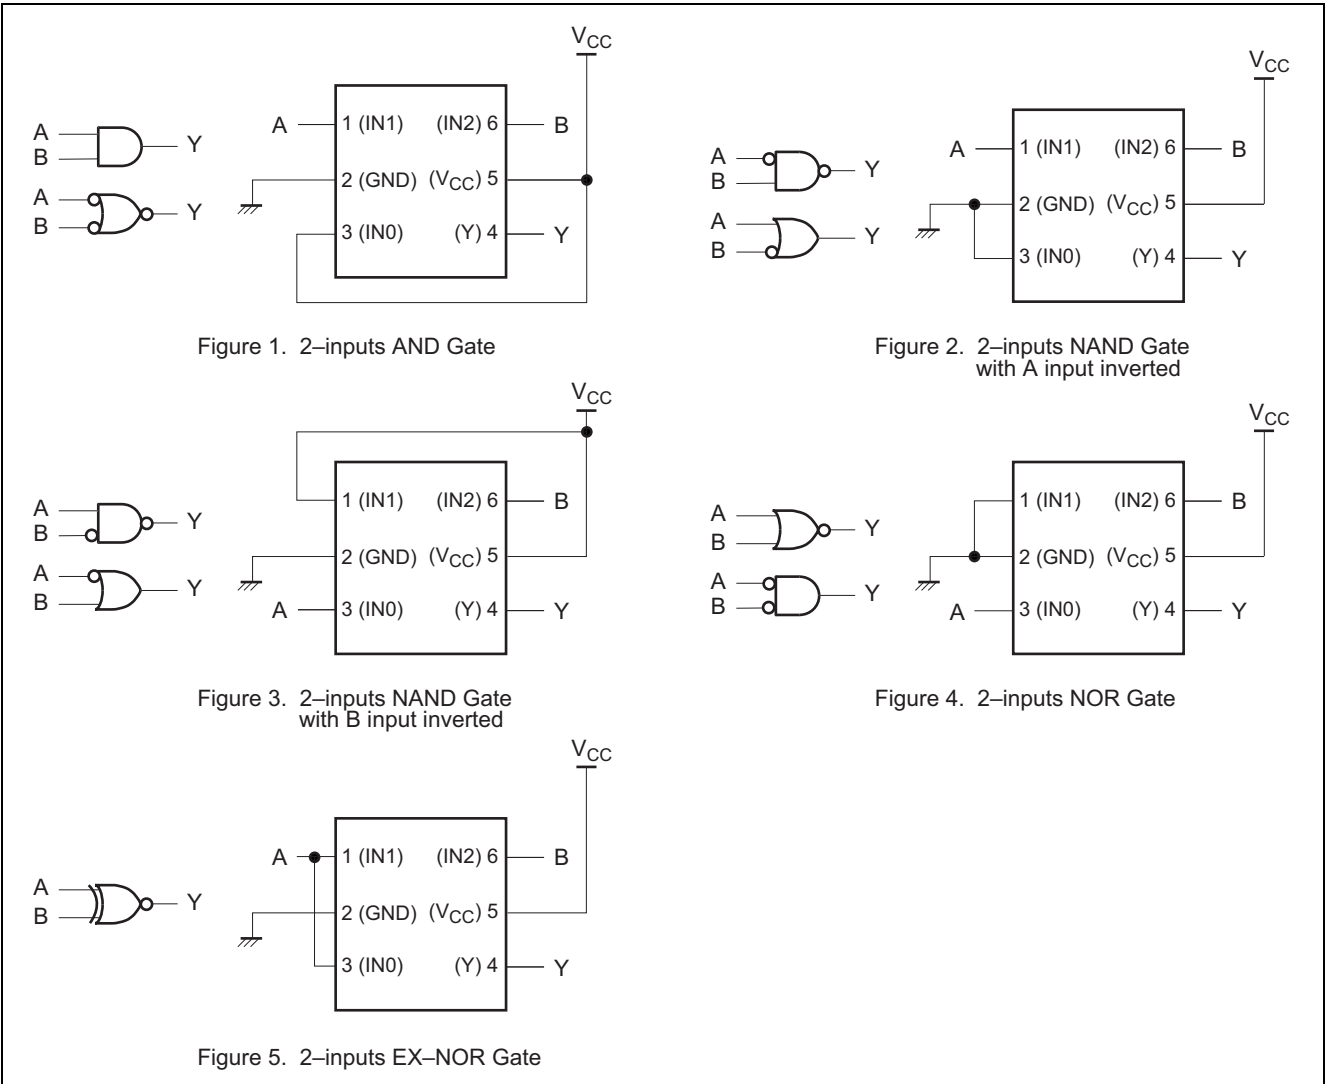 VCC
A
B
Y
A
B
Y
A
1 (IN1)
(IN2) 6
B
2 (GND)
(VCC) 5
3 (IN0)
(Y) 4
Y
Figure 1. 2–inputs AND Gate
VCC
A
B
Y
A
B
Y
A
1 (IN1)
(IN2) 6
B
2 (GND)
(VCC) 5
3 (IN0)
(Y) 4
Y
Figure 2. 2–inputs NAND Gate
with A input inverted
VCC
A
B
Y
A
B
Y
1 (IN1)
(IN2) 6
B
2 (GND)
(VCC) 5
A
3 (IN0)
(Y) 4
Y
Figure 3. 2–inputs NAND Gate
with B input inverted
VCC
A
B
Y
A
B
Y
1 (IN1)
(IN2) 6
B
2 (GND)
(VCC) 5
A
3 (IN0)
(Y) 4
Y
Figure 4. 2–inputs NOR Gate
VCC
A
B
Y
A
1 (IN1)
(IN2) 6
B
2 (GND)
(VCC) 5
3 (IN0)
(Y) 4
Y
Figure 5. 2–inputs EX–NOR Gate